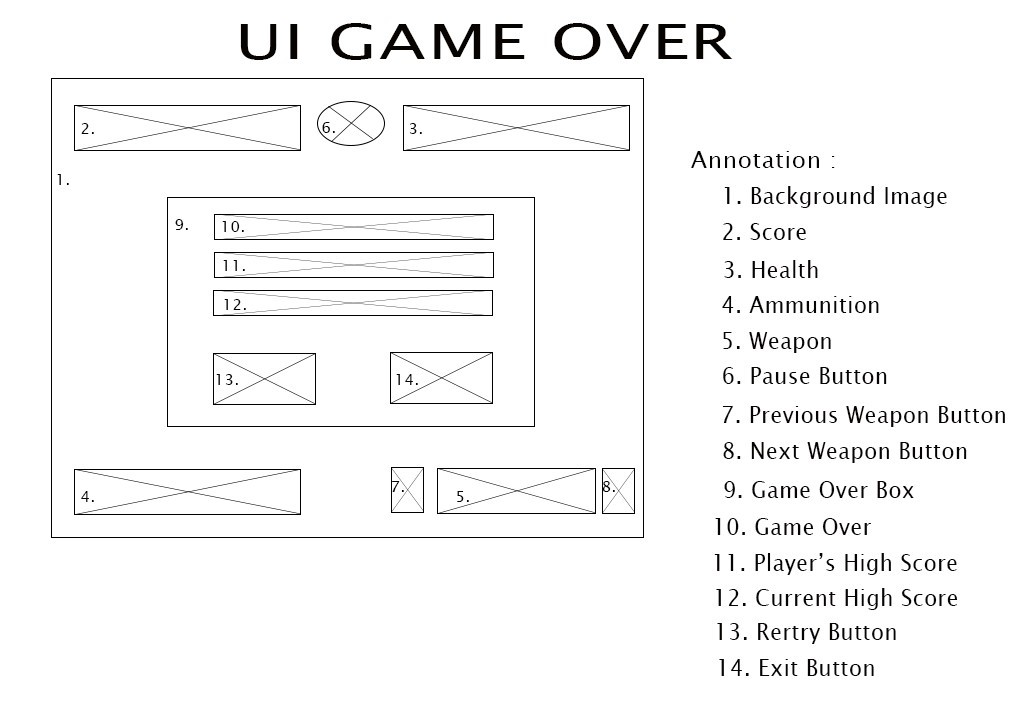 UI GAME OVER
2.
6.
3.
1.
9.
10.
11.
12.
13.
14.
4.
7.
5.
8.
Annotation :
1. Background Image
2. Score
3. Health
4. Ammunition
5. Weapon
6. Pause Button
7. Previous Weapon Button
8. Next Weapon Button
9. Game Over Box
10. Game Over
11. Player’s High Score
12. Current High Score
13. Rertry Button
14. Exit Button